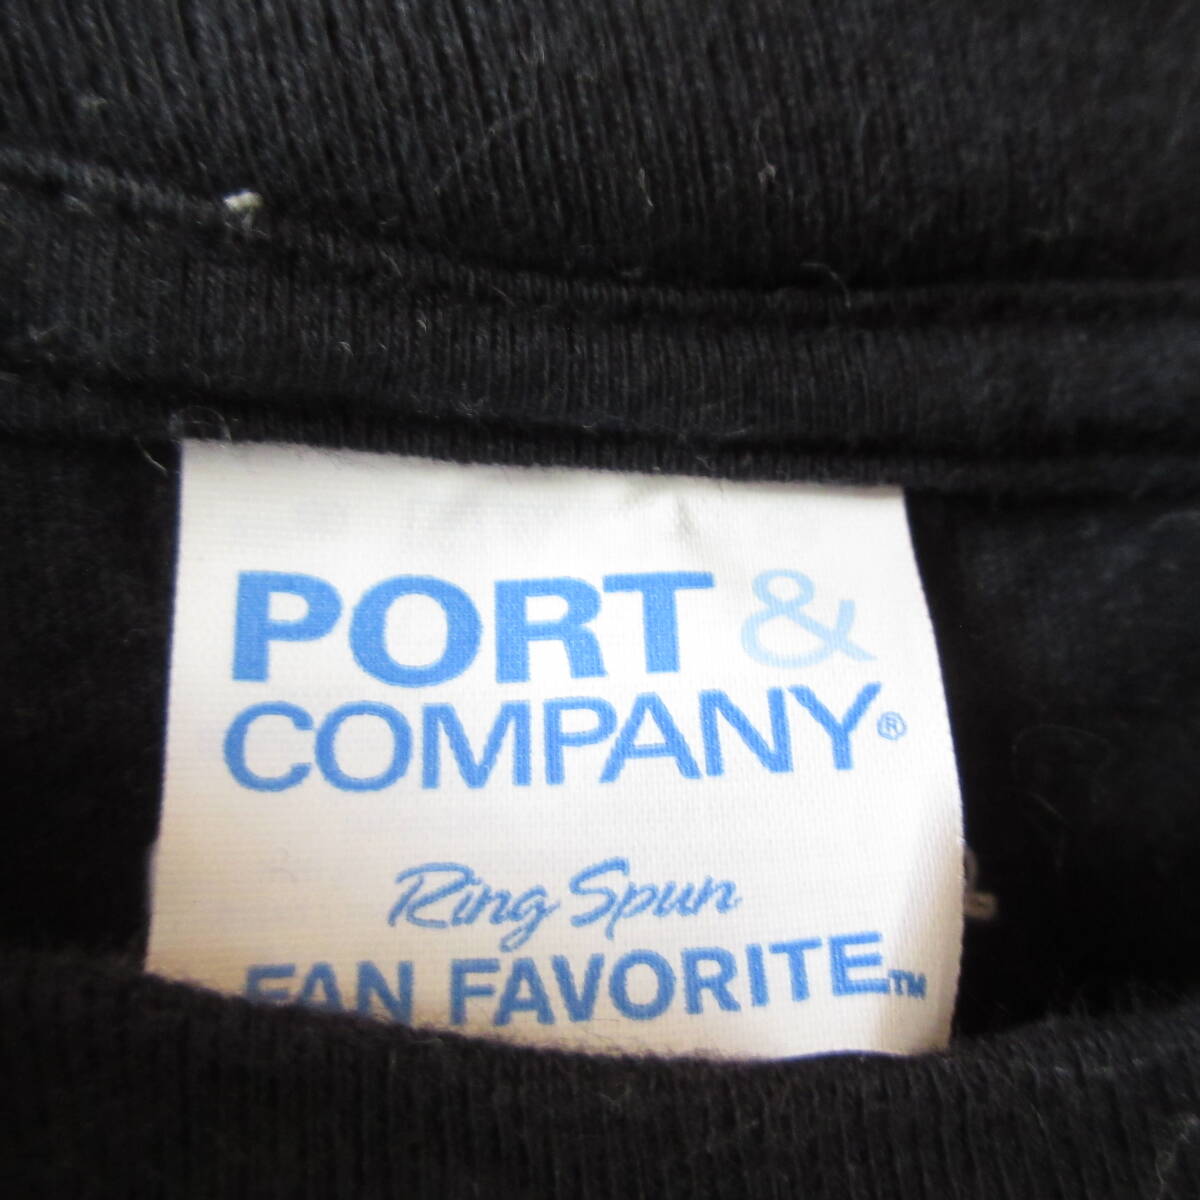 PORT &
COMPANY®
Ring Spun
FAN FAVORITE™